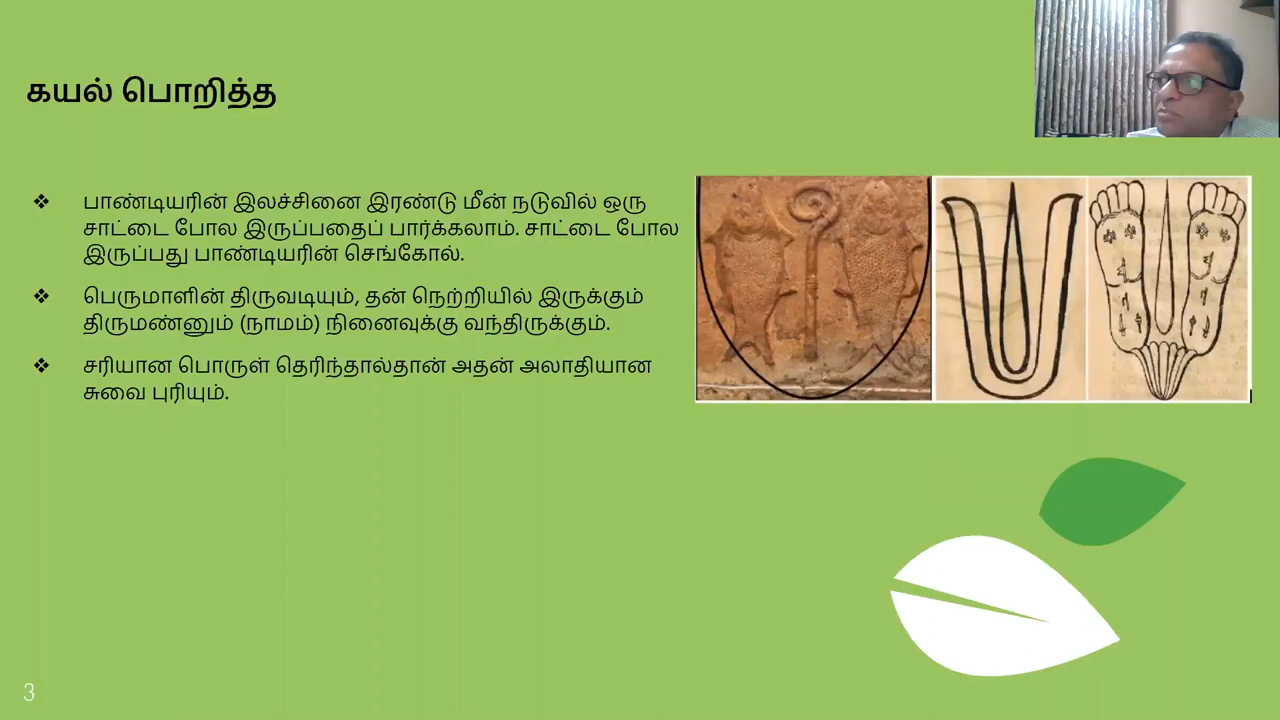 கயல் பொறித்த
❖ பாண்டியரின் இலச்சினை இரண்டு மீன் நடுவில் ஒரு
சாட்டை போல இருப்பதைப் பார்க்கலாம். சாட்டை போல
இருப்பது பாண்டியரின் செங்கோல்.
❖ பெருமாளின் திருவடியும், தன் நெற்றியில் இருக்கும்
திருமண்னும் (நாமம்) நினைவுக்கு வந்திருக்கும்.
❖ சரியான பொருள் தெரிந்தால்தான் அதன் அலாதியான
சுவை புரியும்.
3